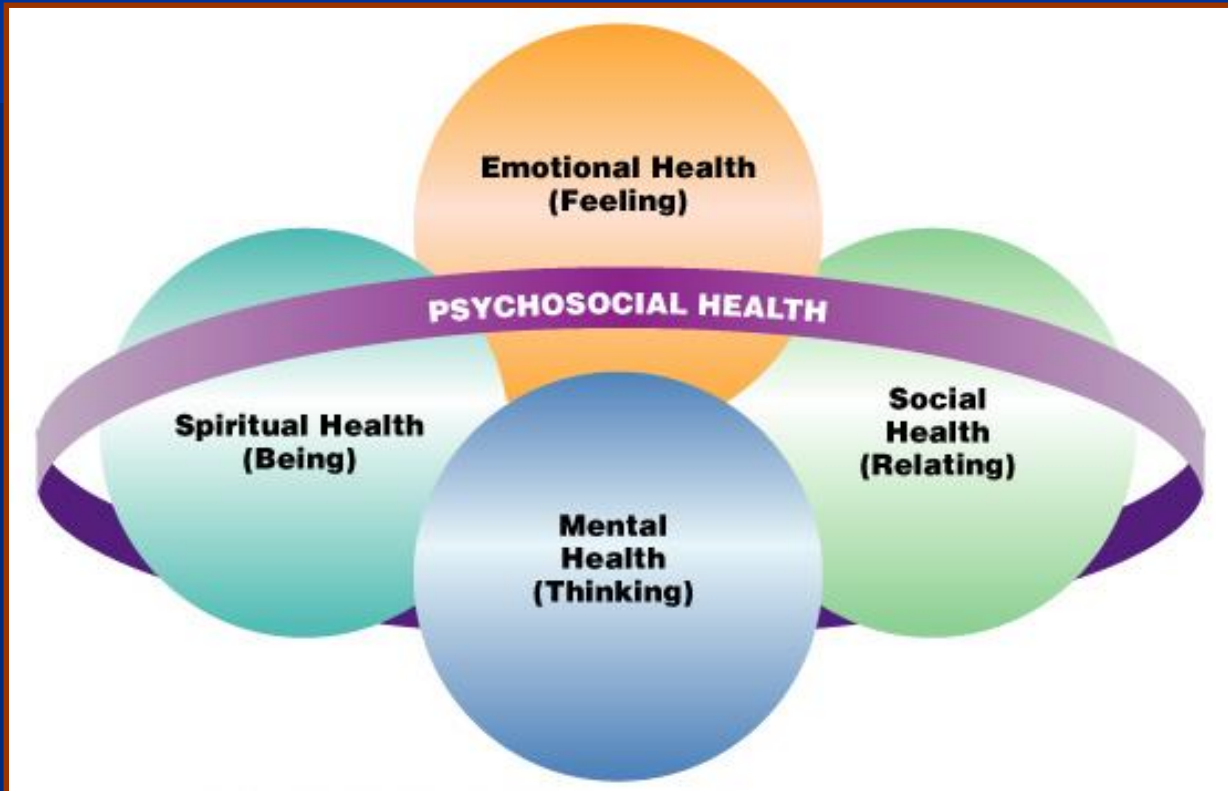 Emotional Health
(Feeling)
PSYCHOSOCIAL HEALTH
Spiritual Health
(Being)
Social
Health
(Relating)
Mental
Health
(Thinking)